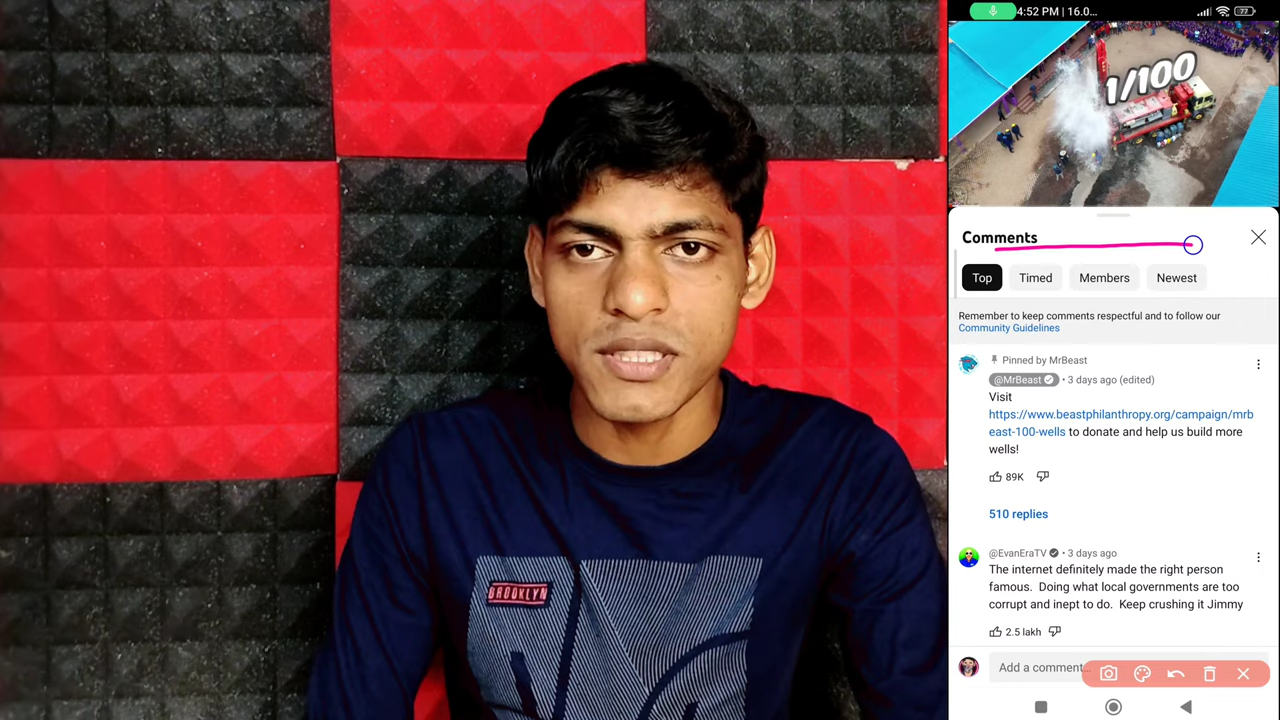 4:52 PM | 16.0...
77
1/100
Comments
Top Timed Members Newest
Remember to keep comments respectful and to follow our
Community Guidelines
Pinned by MrBeast
@MrBeast • 3 days ago (edited)
Visit
https://www.beastphilanthropy.org/campaign/mrb
east-100-wells to donate and help us build more
wells!
89K
510 replies
@EvanEraTV • 3 days ago
The internet definitely made the right person
famous. Doing what local governments are too
corrupt and inept to do. Keep crushing it Jimmy
2.5 lakh
Add a comment...
BROOKLYN